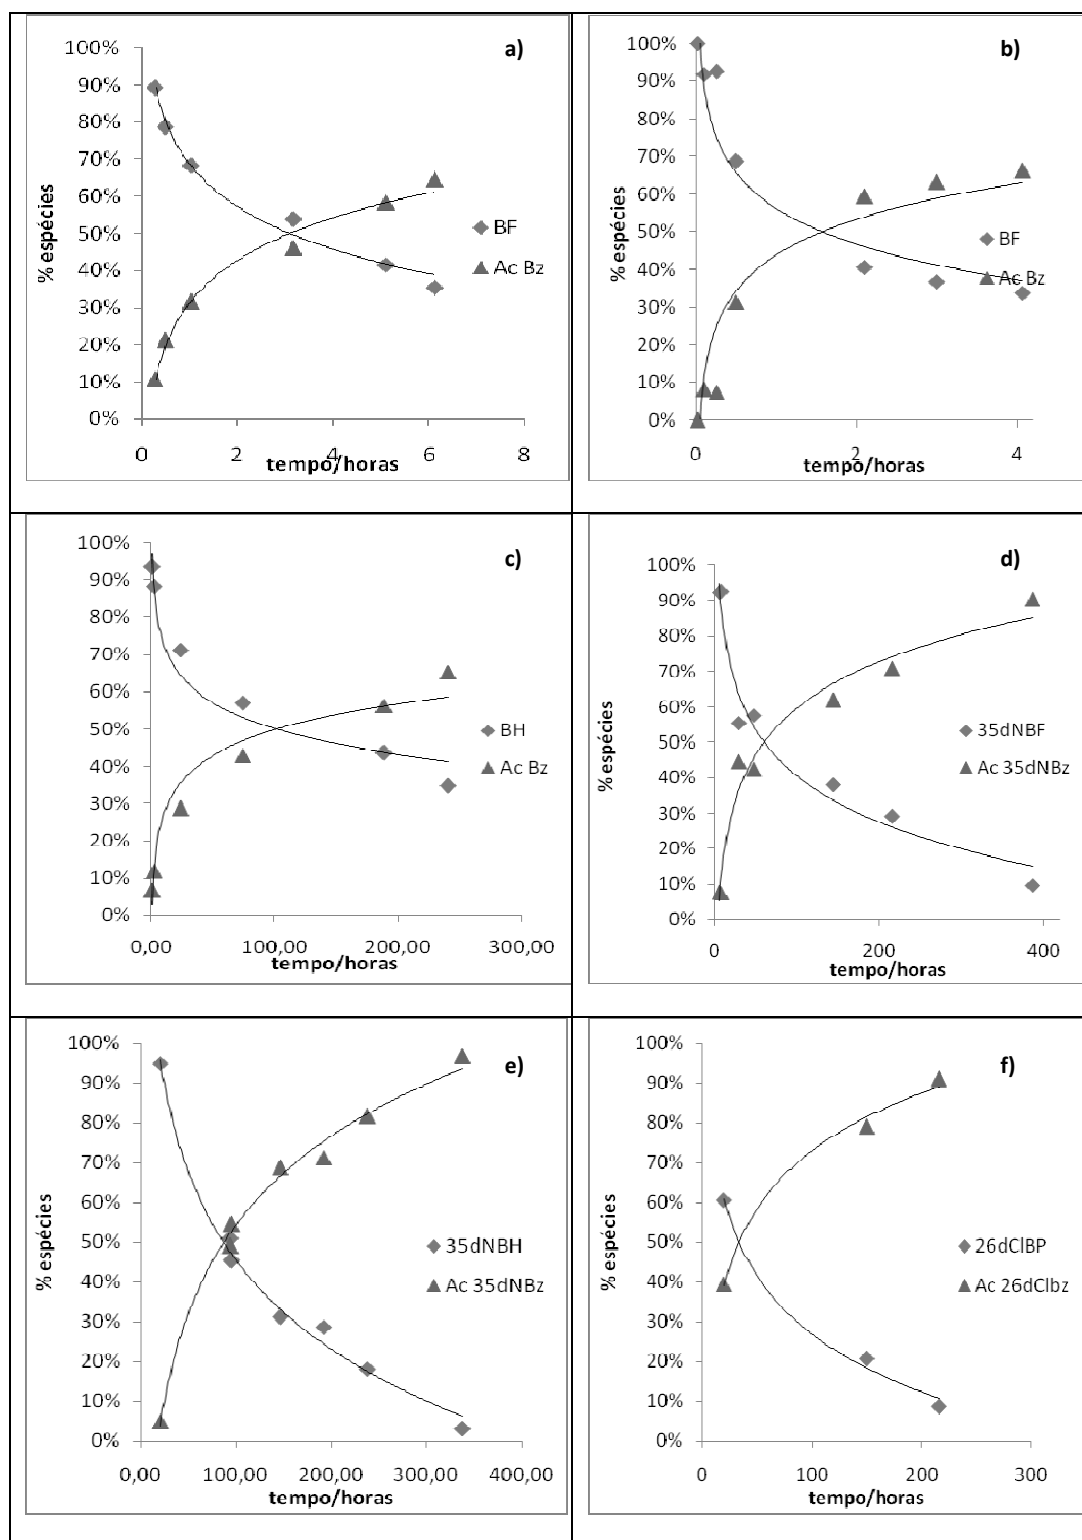 a)
100%
90%
80%
70%
60%
50%
40%
30%
20%
10%
0%
% espécies
0 2 4 6 8
tempo/horas
BF
Ac Bz
b)
100%
90%
80%
70%
60%
50%
40%
30%
20%
10%
0%
% espécies
0 2 4
tempo/horas
BF
Ac Bz
c)
100%
90%
80%
70%
60%
50%
40%
30%
20%
10%
0%
% espécies
0,00 100,00 200,00 300,00
tempo/horas
BH
Ac Bz
d)
100%
90%
80%
70%
60%
50%
40%
30%
20%
10%
0%
% espécies
0 200 400
tempo/horas
35dNBF
Ac 35dNBz
e)
100%
90%
80%
70%
60%
50%
40%
30%
20%
10%
0%
% espécies
0,00 100,00 200,00 300,00 400,00
tempo/horas
35dNBH
Ac 35dNBz
f)
100%
90%
80%
70%
60%
50%
40%
30%
20%
10%
0%
% espécies
0 100 200 300
tempo/horas
26dClBP
Ac 26dClbz